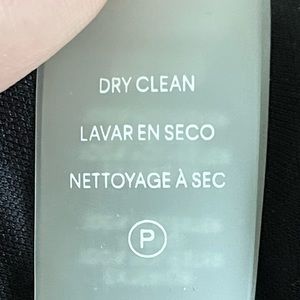 DRY CLEAN
LAVAR EN SECO
NETTOYAGE À SEC
P